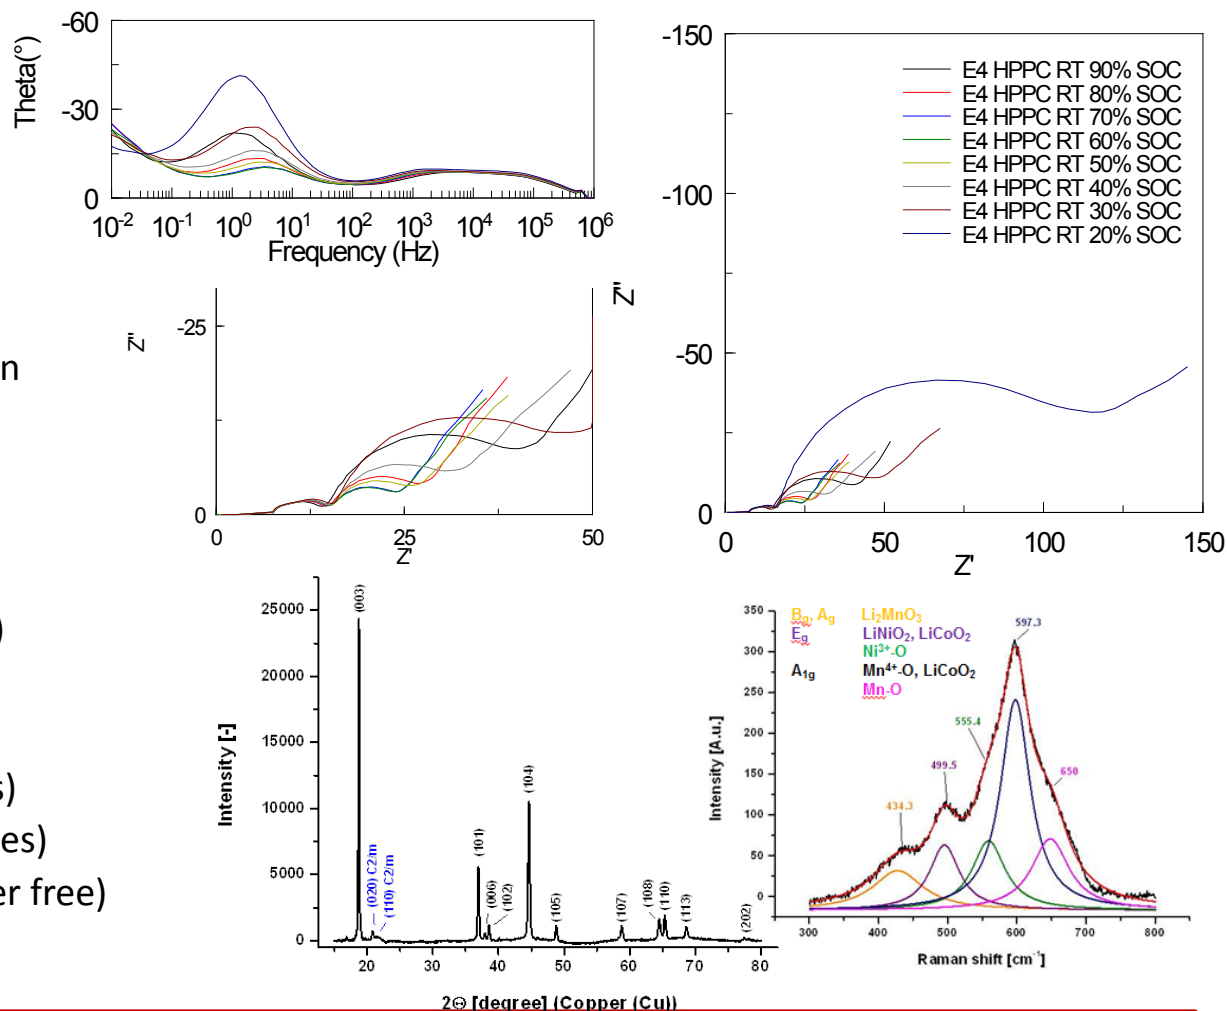 -60
-30
0
Theta(°)
10-2 10-1 100 101 102 103 104 105 106
Frequency (Hz)
-25
0
Z''
0 25 50
Z'
-150
-100
-50
0
Z''
0 50 100 150
Z'
E4 HPPC RT 90% SOC
E4 HPPC RT 80% SOC
E4 HPPC RT 70% SOC
E4 HPPC RT 60% SOC
E4 HPPC RT 50% SOC
E4 HPPC RT 40% SOC
E4 HPPC RT 30% SOC
E4 HPPC RT 20% SOC
n
)
s)
es)
er free)
25000
20000
15000
10000
5000
0
Intensity [-]
(003)
(020) C2/m
(110) C2/m
(101)
(006)
(102)
(104)
(105)
(107)
(108)
(110)
(113)
(202)
20 30 40 50 60 70 80
2Θ [degree] (Copper (Cu))
350
300
250
200
150
100
50
0
Intensity [A.u.]
Bg, Ag Li2MnO3
Eg LiNiO2, LiCoO2
Ni3+-O
A1g Mn4+-O, LiCoO2
Mn-O
597.3
555.4
499.5
650
434.3
300 400 500 600 700 800
Raman shift [cm-1]